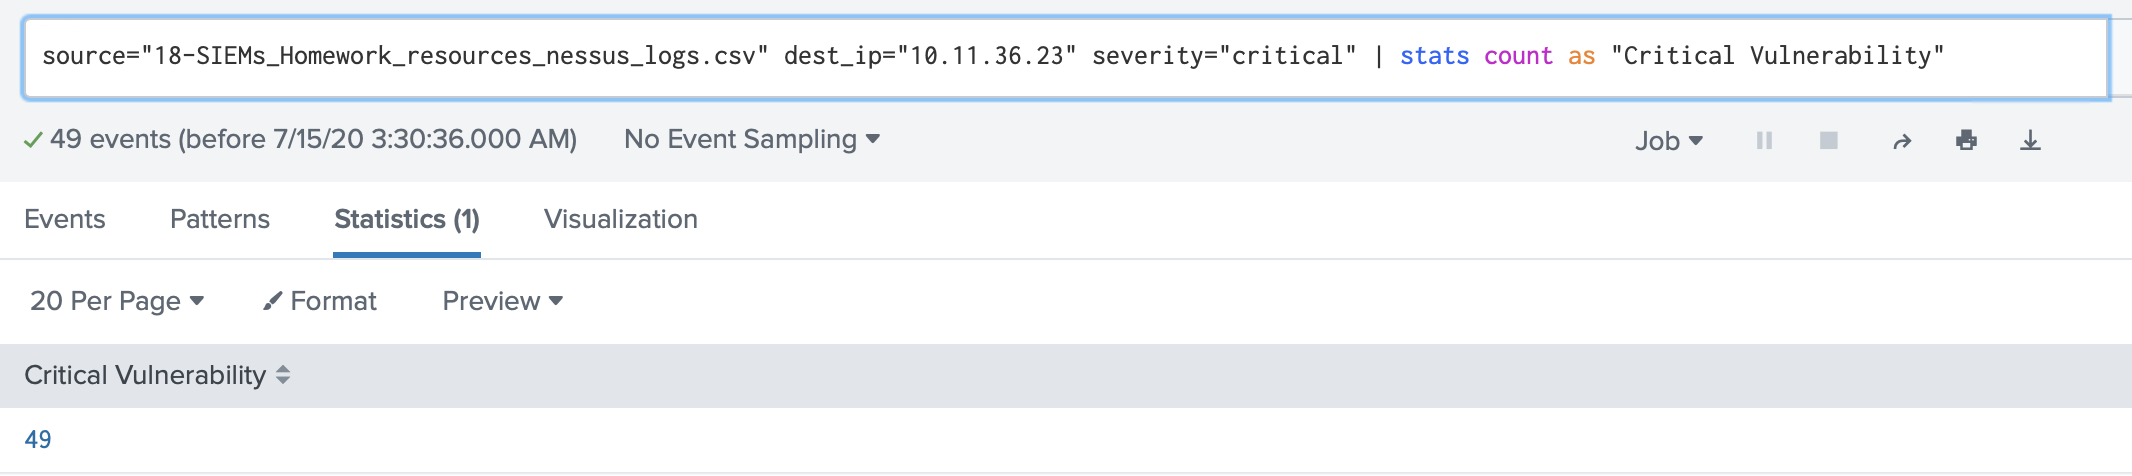 source="18-SIEMs_Homework_resources_nessus_logs.csv" dest_ip="10.11.36.23" severity="critical" | stats count as "Critical Vulnerability"
49 events (before 7/15/20 3:30:36.000 AM) No Event Sampling Job
Events Patterns Statistics (1) Visualization
20 Per Page Format Preview
Critical Vulnerability
49